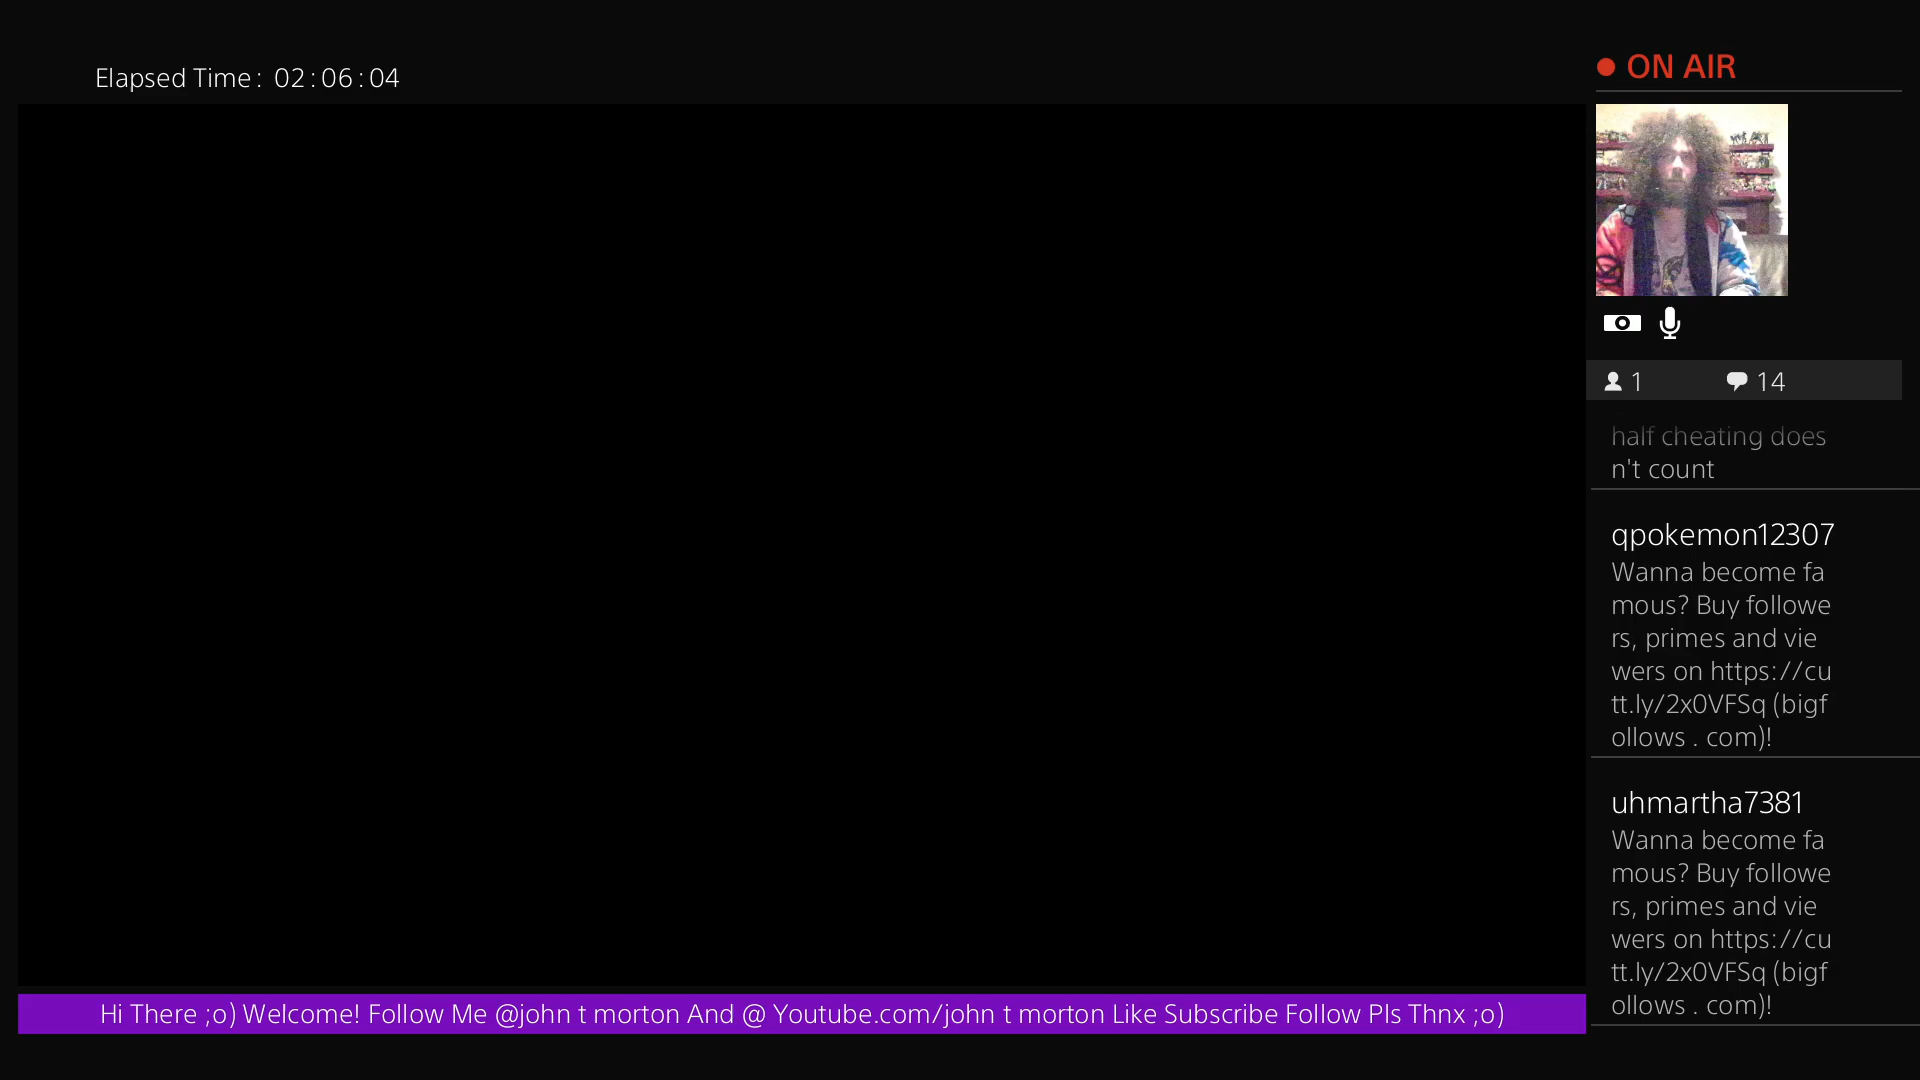 Elapsed Time: 02:06:04
ON AIR
1
14
half cheating does
n't count
qpokemon12307
Wanna become fa
mous? Buy followe
rs, primes and vie
wers on https://cu
tt.ly/2x0VFSq (bigf
ollows . com)!
uhmartha7381
Wanna become fa
mous? Buy followe
rs, primes and vie
wers on https://cu
tt.ly/2x0VFSq (bigf
ollows . com)!
Hi There ;o) Welcome! Follow Me @john t morton And @ Youtube.com/john t morton Like Subscribe Follow Pls Thnx ;o)